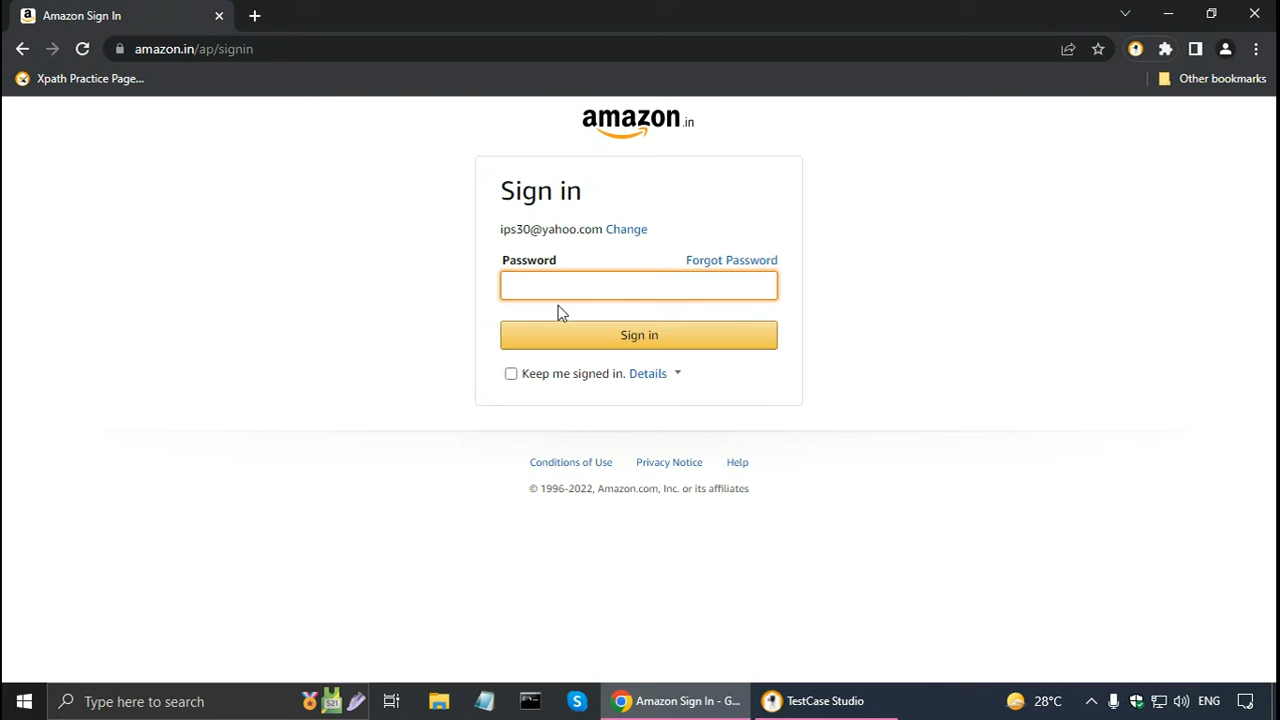 Amazon Sign In
amazon.in/ap/signin
Xpath Practice Page...
Other bookmarks
amazon.in
Sign in
ips30@yahoo.com Change
Password Forgot Password
Sign in
Keep me signed in. Details
Conditions of Use Privacy Notice Help
© 1996-2022, Amazon.com, Inc. or its affiliates
Type here to search
521
Amazon Sign In - G...
TestCase Studio
28°C
ENG